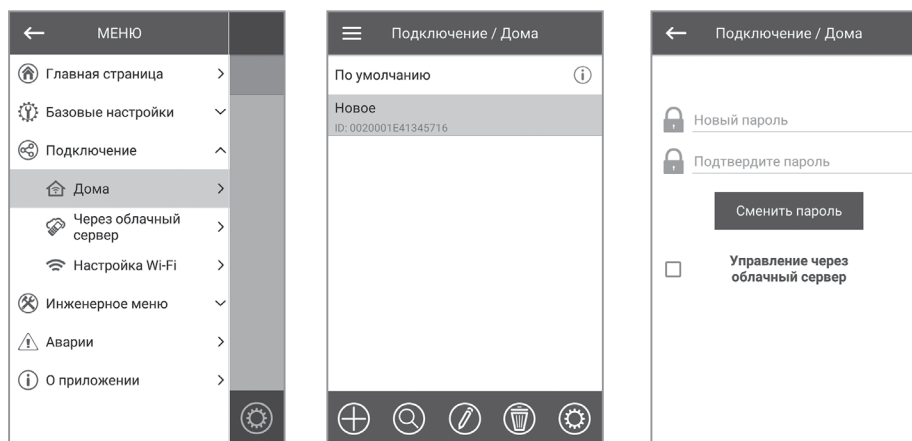 МЕНЮ
Главная страница
Базовые настройки
Подключение
Дома
Через облачный
сервер
Настройка Wi-Fi
Инженерное меню
Аварии
О приложении
Подключение / Дома
По умолчанию
Новое
ID: 0020001E41345716
Подключение / Дома
Новый пароль
Подтвердите пароль
Сменить пароль
Управление через
облачный сервер